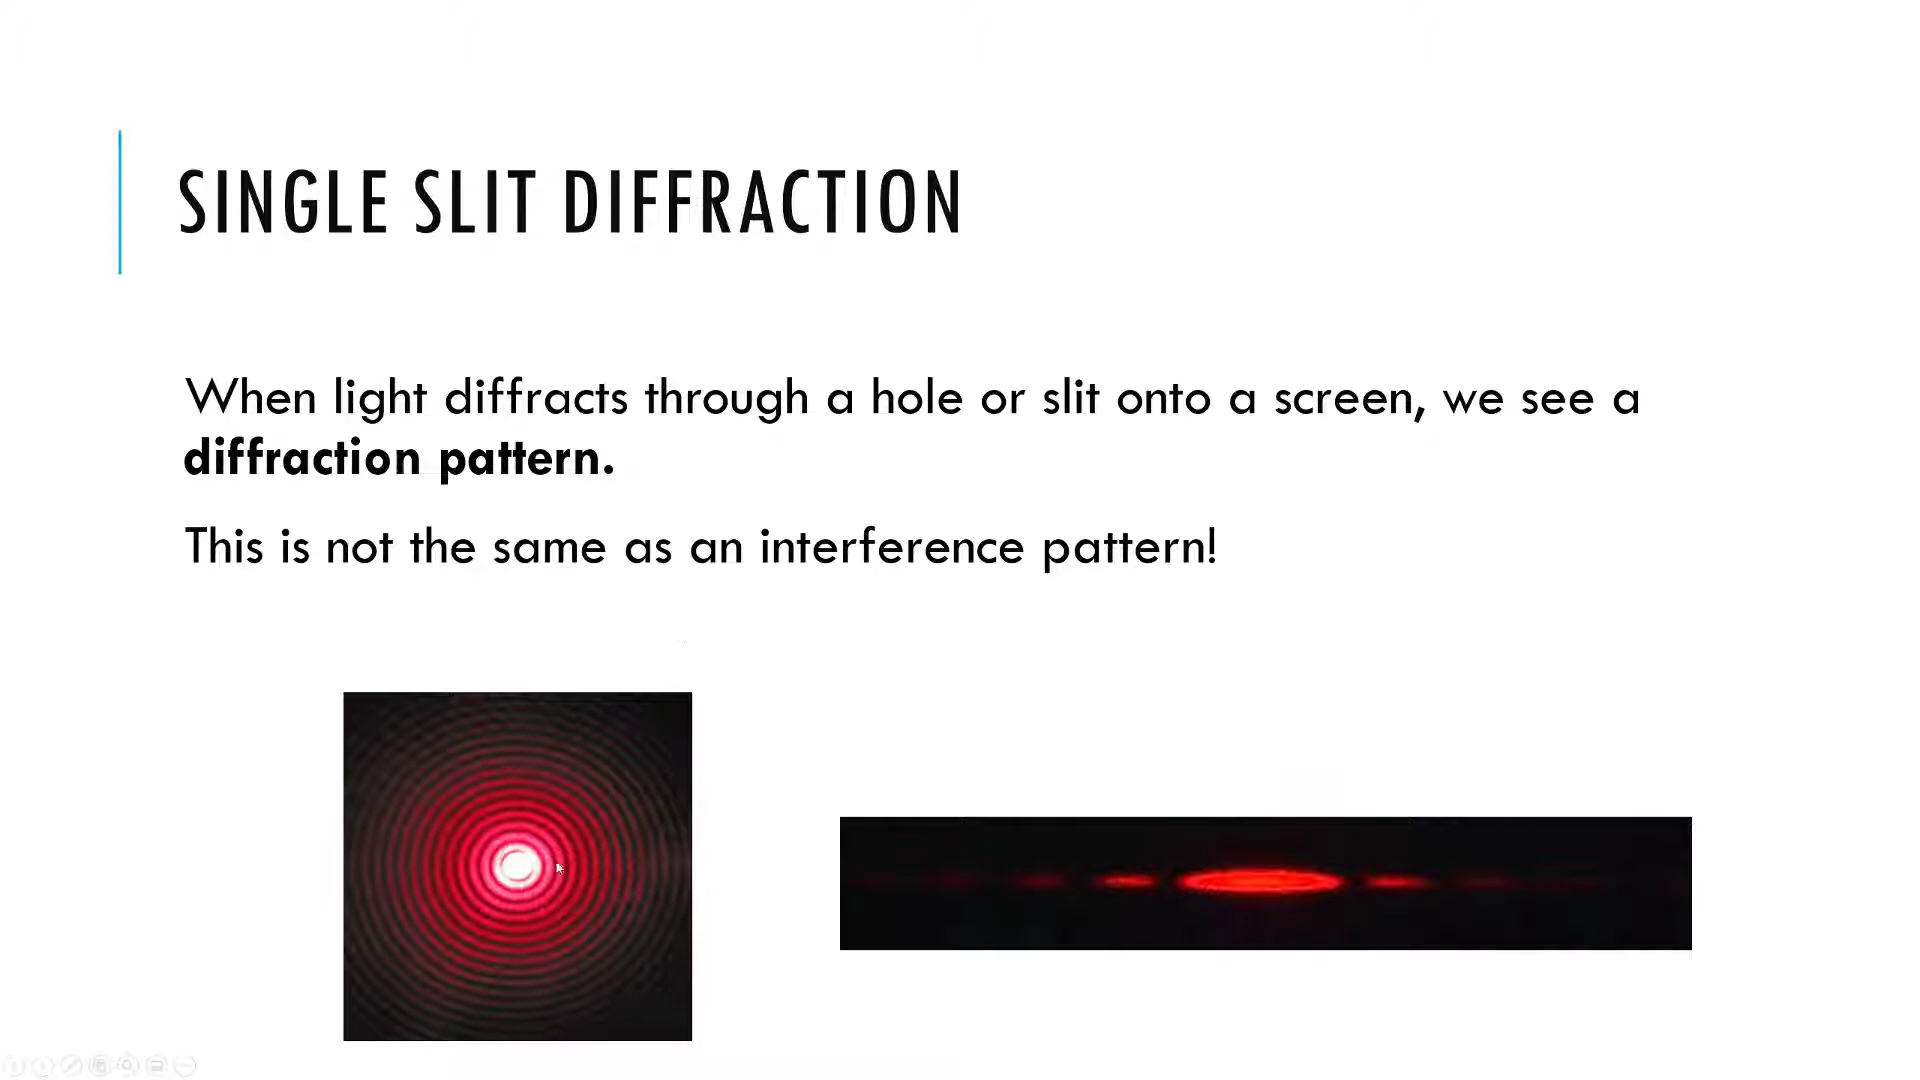 SINGLE SLIT DIFFRACTION
When light diffracts through a hole or slit onto a screen, we see a
diffraction pattern.
This is not the same as an interference pattern!